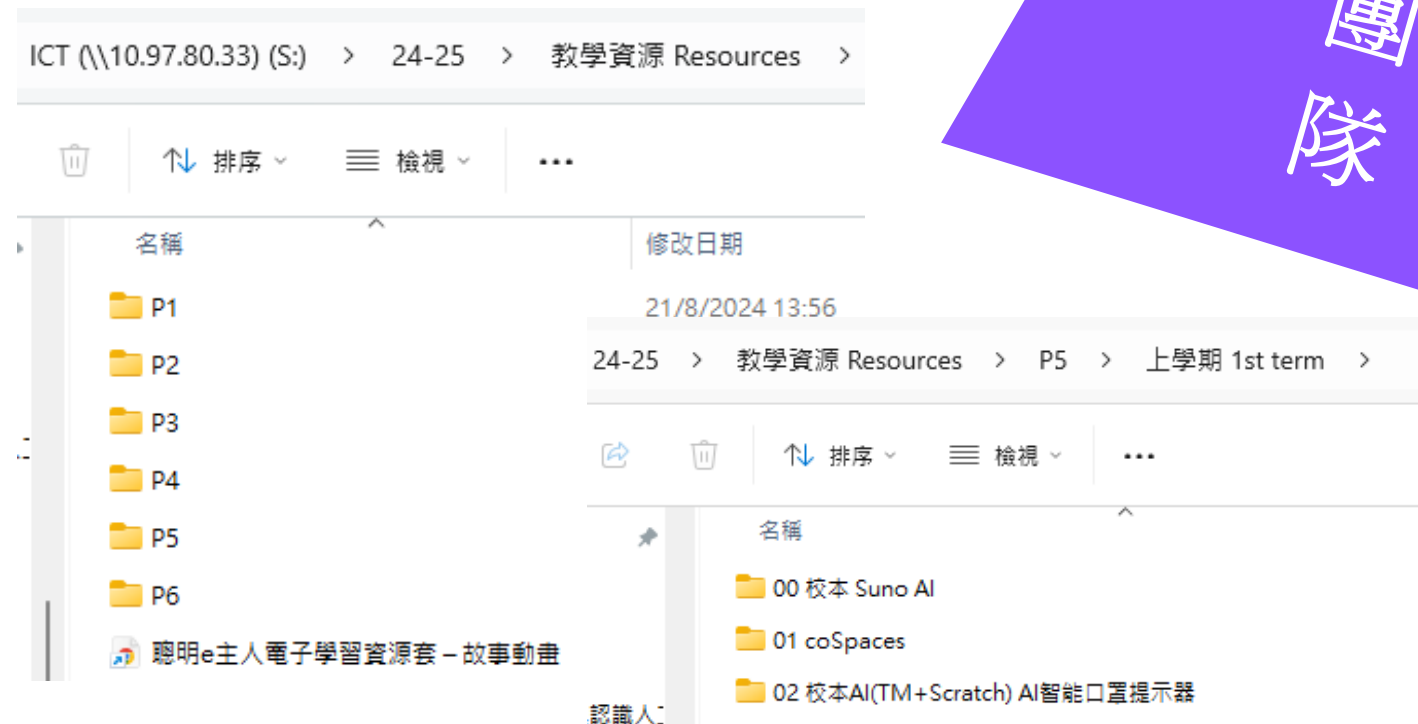 ICT (\\10.97.80.33) (S:) > 24-25 > 教學資源 Resources >
排序
檢視
名稱
修改日期
P1
21/8/2024 13:56
P2
P3
P4
P5
P6
聰明e主人電子學習資源套 – 故事動畫
24-25 > 教學資源 Resources > P5 > 上學期 1st term >
排序
檢視
名稱
00 校本 Suno AI
01 coSpaces
02 校本AI(TM+Scratch) AI智能口罩提示器
認識人
團
隊